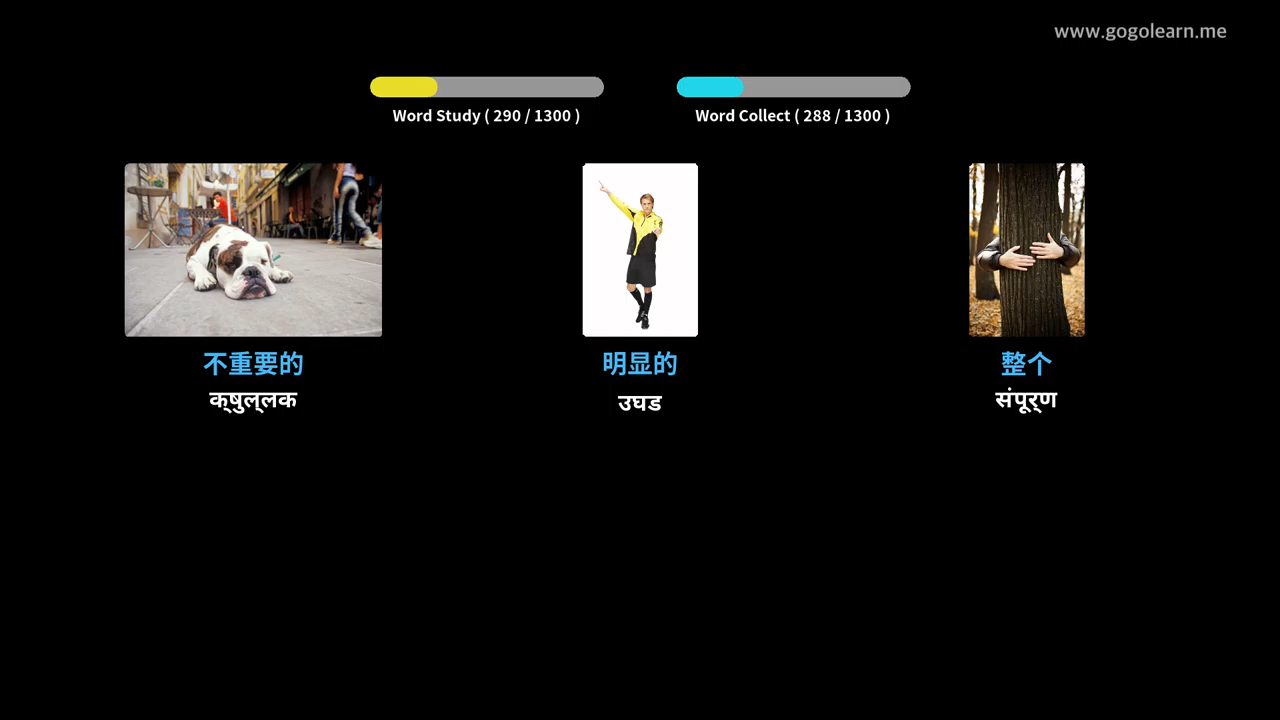 www.gogolearn.me
Word Study ( 290 / 1300 )
Word Collect ( 288 / 1300 )
不重要的
明显的
整个
क्षुल्लक
उघड
संपूर्ण